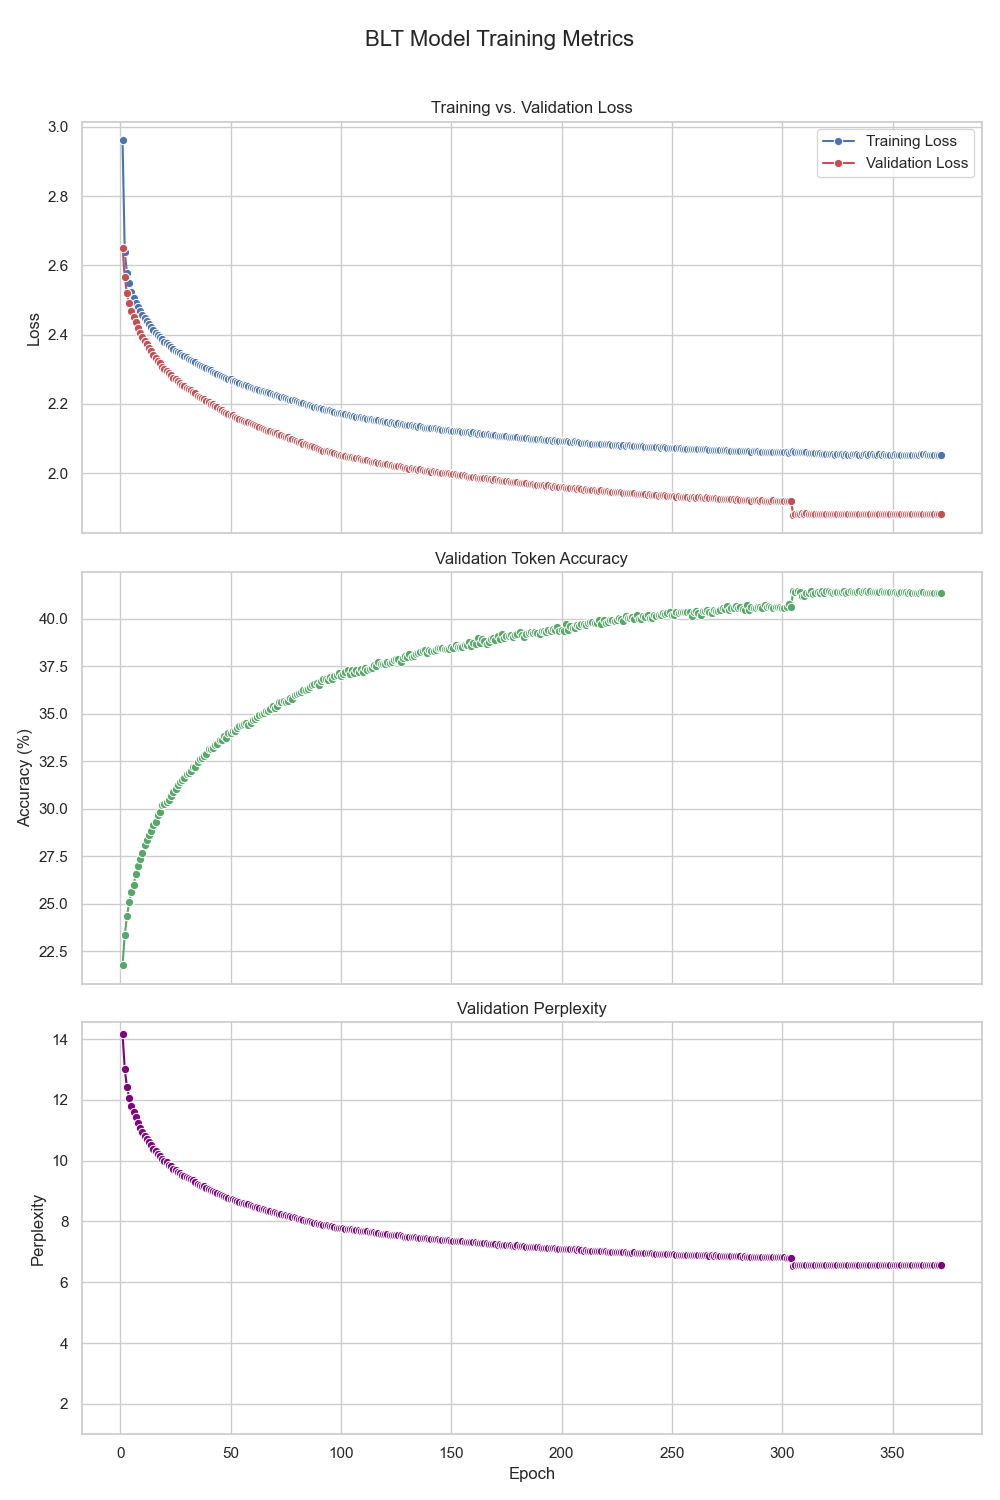 BLT Model Training Metrics
Training vs. Validation Loss
3.0
2.8
2.6
2.4
2.2
2.0
Loss
Training Loss
Validation Loss
Validation Token Accuracy
40.0
37.5
35.0
32.5
30.0
27.5
25.0
22.5
Accuracy (%)
Validation Perplexity
14
12
10
8
6
4
2
Perplexity
0 50 100 150 200 250 300 350
Epoch